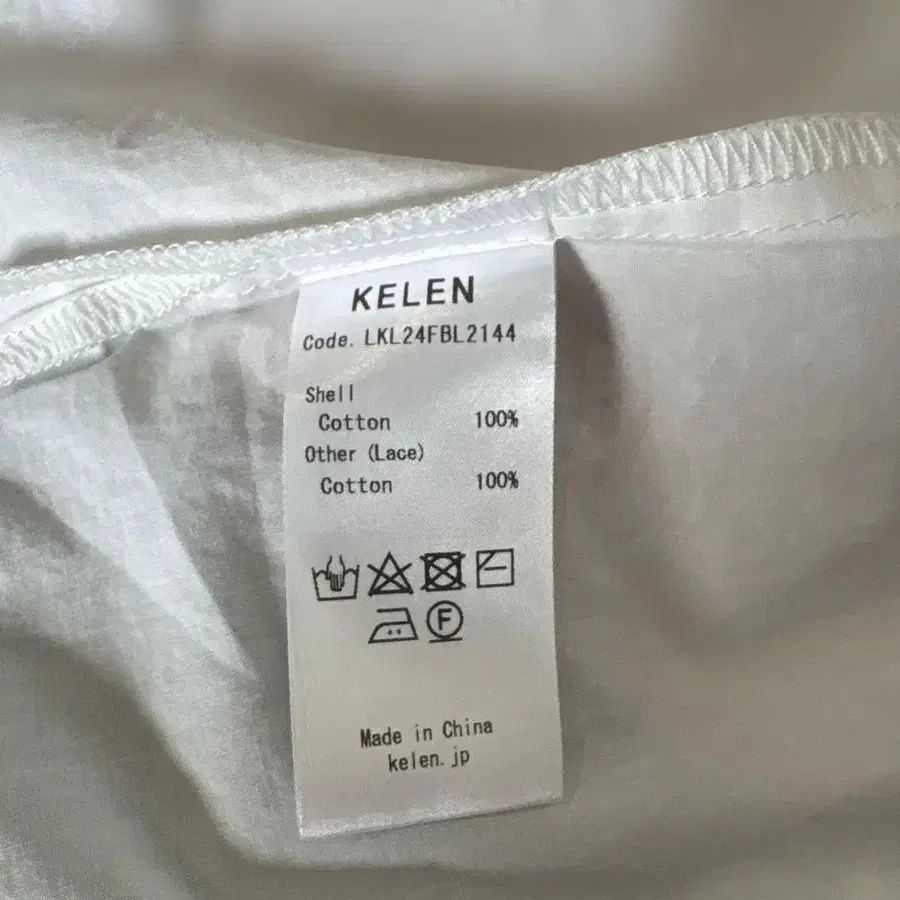 KELEN
Code. LKL24FBL2144
Shell
Cotton 100%
Other (Lace)
Cotton 100%
F
Made in China
kelen.jp